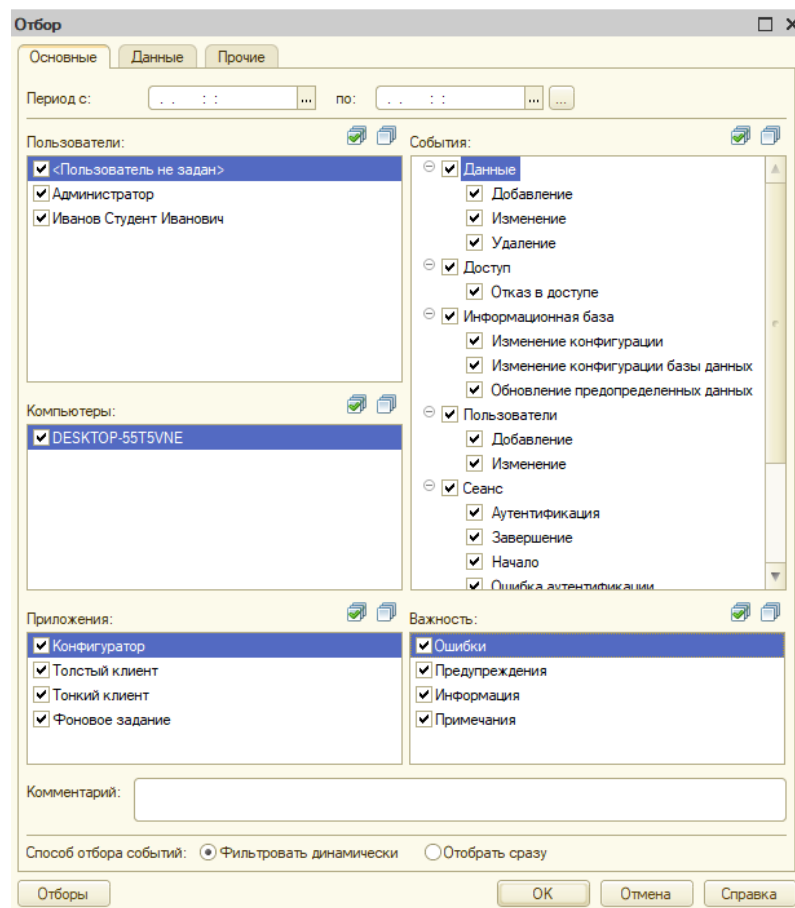 Отбор
Основные Данные Прочие
Период с: . . : : ... по: . . : : ... ...
Пользователи:
<Пользователь не задан>
Администратор
Иванов Студент Иванович
События:
Данные
Добавление
Изменение
Удаление
Доступ
Отказ в доступе
Информационная база
Изменение конфигурации
Изменение конфигурации базы данных
Обновление предопределенных данных
Пользователи
Добавление
Изменение
Сеанс
Аутентификация
Завершение
Начало
Ошибка аутентификации
Компьютеры:
DESKTOP-55T5VNE
Приложения:
Конфигуратор
Толстый клиент
Тонкий клиент
Фоновое задание
Важность:
Ошибки
Предупреждения
Информация
Примечания
Комментарий:
Способ отбора событий: Фильтровать динамически Отобрать сразу
Отборы OK Отмена Справка